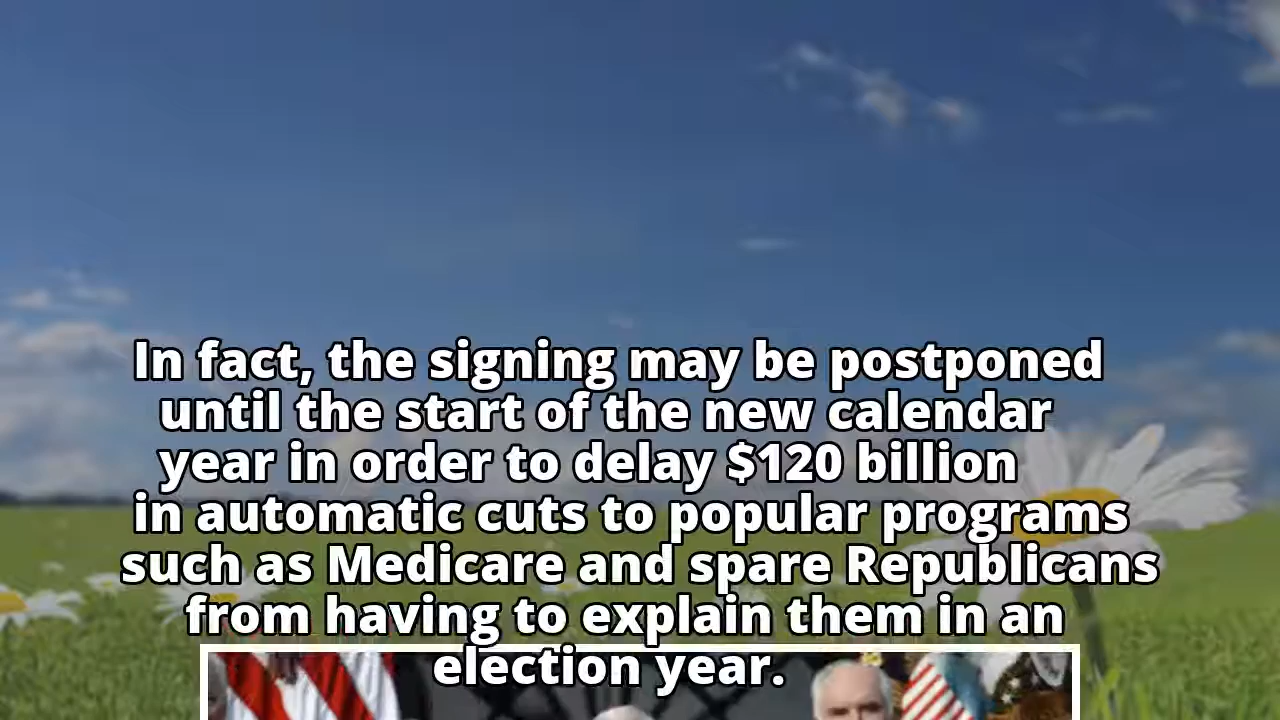 In fact, the signing may be postponed
until the start of the new calendar
year in order to delay $120 billion
in automatic cuts to popular programs
such as Medicare and spare Republicans
from having to explain them in an
election year.